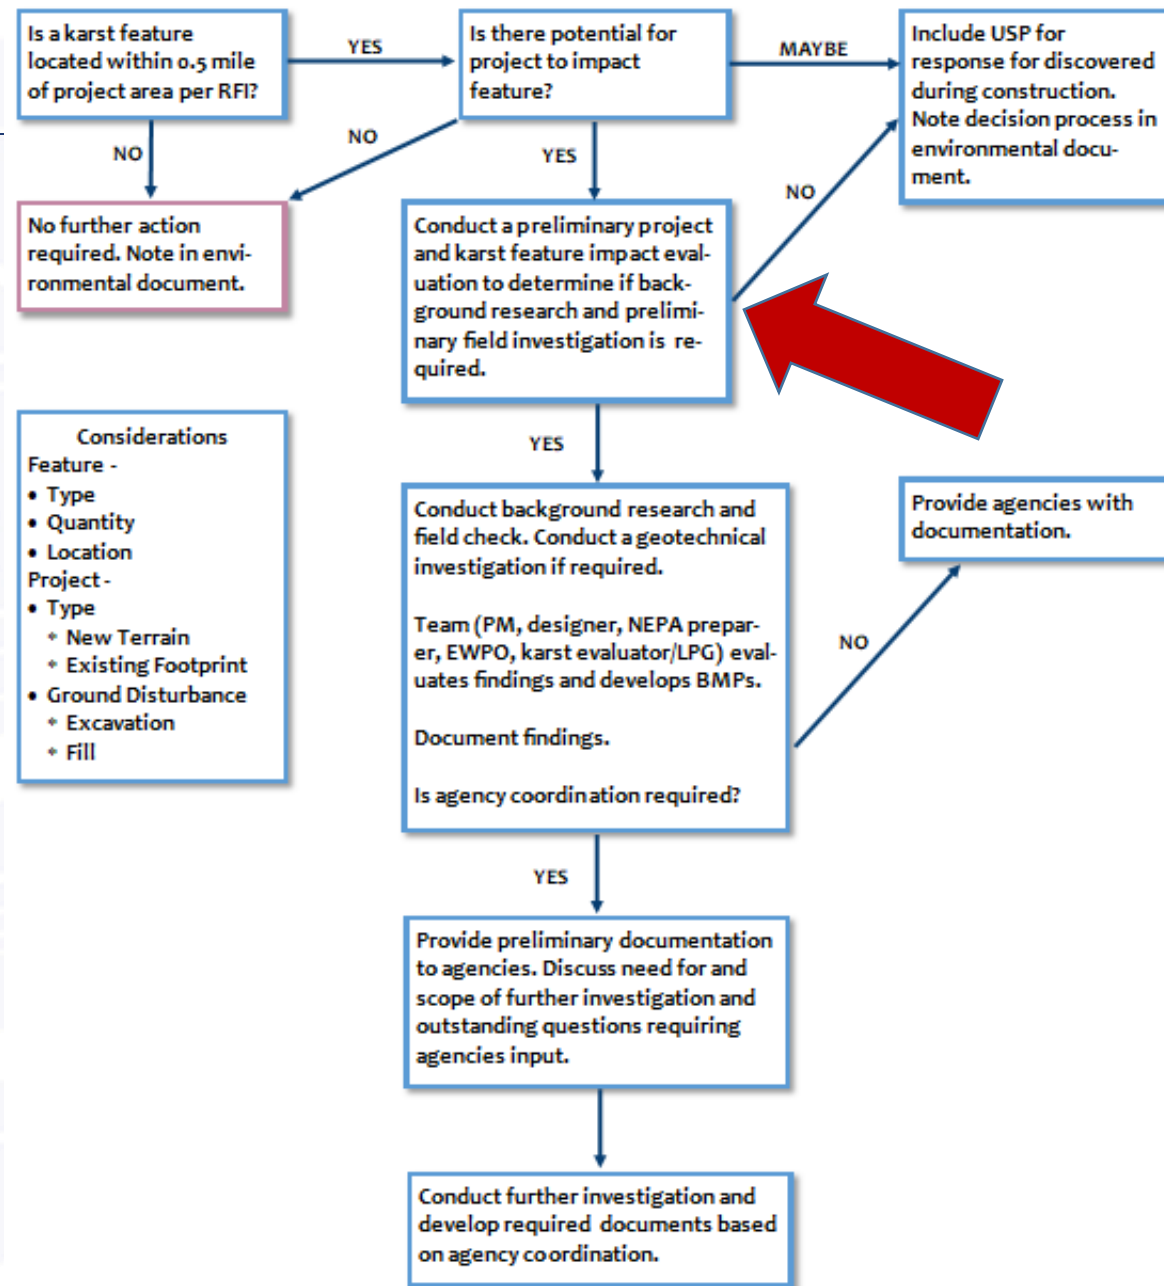 Is a karst feature
located within 0.5 mile
of project area per RFI?
YES
Is there potential for
project to impact
feature?
MAYBE
Include USP for
response for discovered
during construction.
Note decision process in
environmental docu-
ment.
NO
NO
YES
NO
No further action
required. Note in envi-
ronmental document.
Conduct a preliminary project
and karst feature impact eval-
uation to determine if back-
ground research and prelimi-
nary field investigation is re-
quired.
YES
Considerations
Feature -
• Type
• Quantity
• Location
Project -
• Type
* New Terrain
* Existing Footprint
• Ground Disturbance
* Excavation
* Fill
Conduct background research and
field check. Conduct a geotechnical
investigation if required.
Team (PM, designer, NEPA prepar-
er, EWPO, karst evaluator/LPG) eval-
uates findings and develops BMPs.
Document findings.
Is agency coordination required?
NO
Provide agencies with
documentation.
YES
Provide preliminary documentation
to agencies. Discuss need for and
scope of further investigation and
outstanding questions requiring
agencies input.
Conduct further investigation and
develop required documents based
on agency coordination.